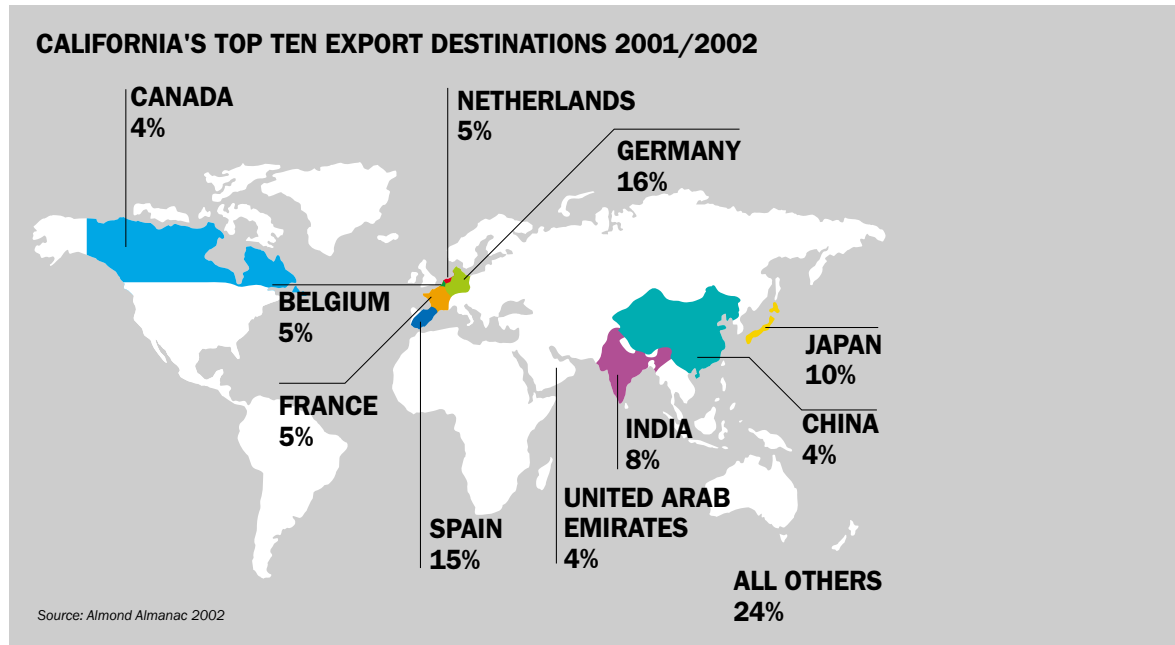 CALIFORNIA'S TOP TEN EXPORT DESTINATIONS 2001/2002
CANADA
4%
NETHERLANDS
5%
GERMANY
16%
BELGIUM
5%
JAPAN
10%
FRANCE
5%
CHINA
4%
INDIA
8%
UNITED ARAB
EMIRATES
4%
SPAIN
15%
ALL OTHERS
24%
Source: Almond Almanac 2002